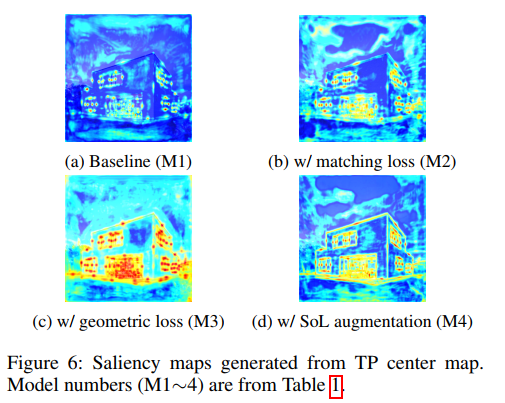 (a) Baseline (M1)
(b) w/ matching loss (M2)
(c) w/ geometric loss (M3)
(d) w/ SoL augmentation (M4)
Figure 6: Saliency maps generated from TP center map.
Model numbers (M1∼4) are from Table 1.